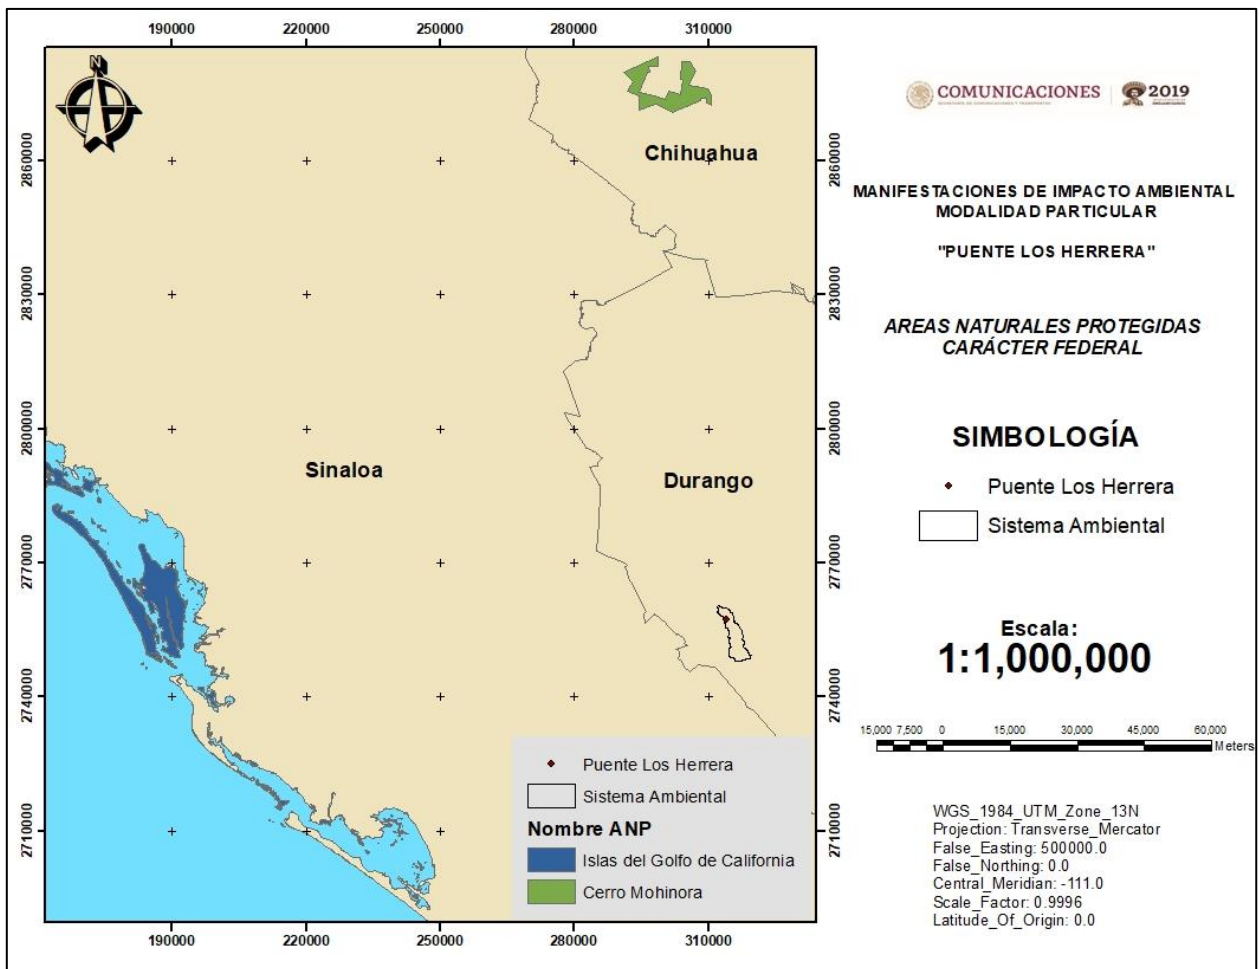 190000 220000 250000 280000 310000
N
2860000
2830000
2800000
2770000
2740000
2710000
Chihuahua
Sinaloa
Durango
Puente Los Herrera
Sistema Ambiental
Nombre ANP
Islas del Golfo de California
Cerro Mohinora
2860000
2830000
2800000
2770000
2740000
2710000
190000 220000 250000 280000 310000
COMUNICACIONES 2019
MANIFESTACIONES DE IMPACTO AMBIENTAL
MODALIDAD PARTICULAR
"PUENTE LOS HERRERA"
AREAS NATURALES PROTEGIDAS
CARÁCTER FEDERAL
SIMBOLOGÍA
Puente Los Herrera
Sistema Ambiental
Escala:
1:1,000,000
15,000 7,500 0 15,000 30,000 45,000 60,000
Meters
WGS_1984_UTM_Zone_13N
Projection: Transverse_Mercator
False_Easting: 500000.0
False_Northing: 0.0
Central_Meridian: -111.0
Scale_Factor: 0.9996
Latitude_Of_Origin: 0.0